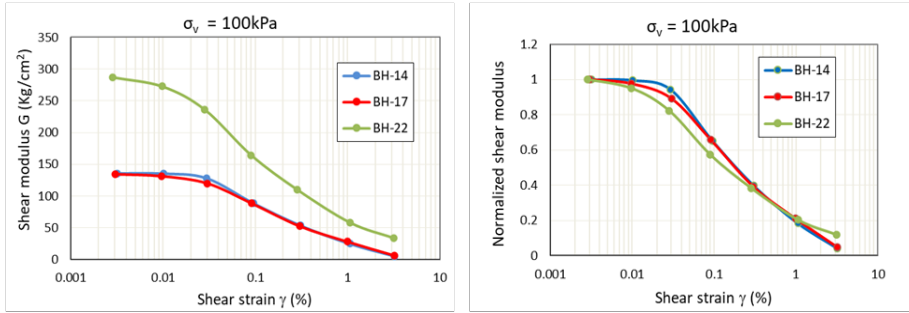 σv = 100kPa
Shear modulus G (Kg/cm²)
350
300
250
200
150
100
50
0
BH-14
BH-17
BH-22
0.001
0.01
0.1
1
10
Shear strain γ (%)
σv = 100kPa
Normalized shear modulus
1.2
1
0.8
0.6
0.4
0.2
0
BH-14
BH-17
BH-22
0.001
0.01
0.1
1
10
Shear strain γ (%)